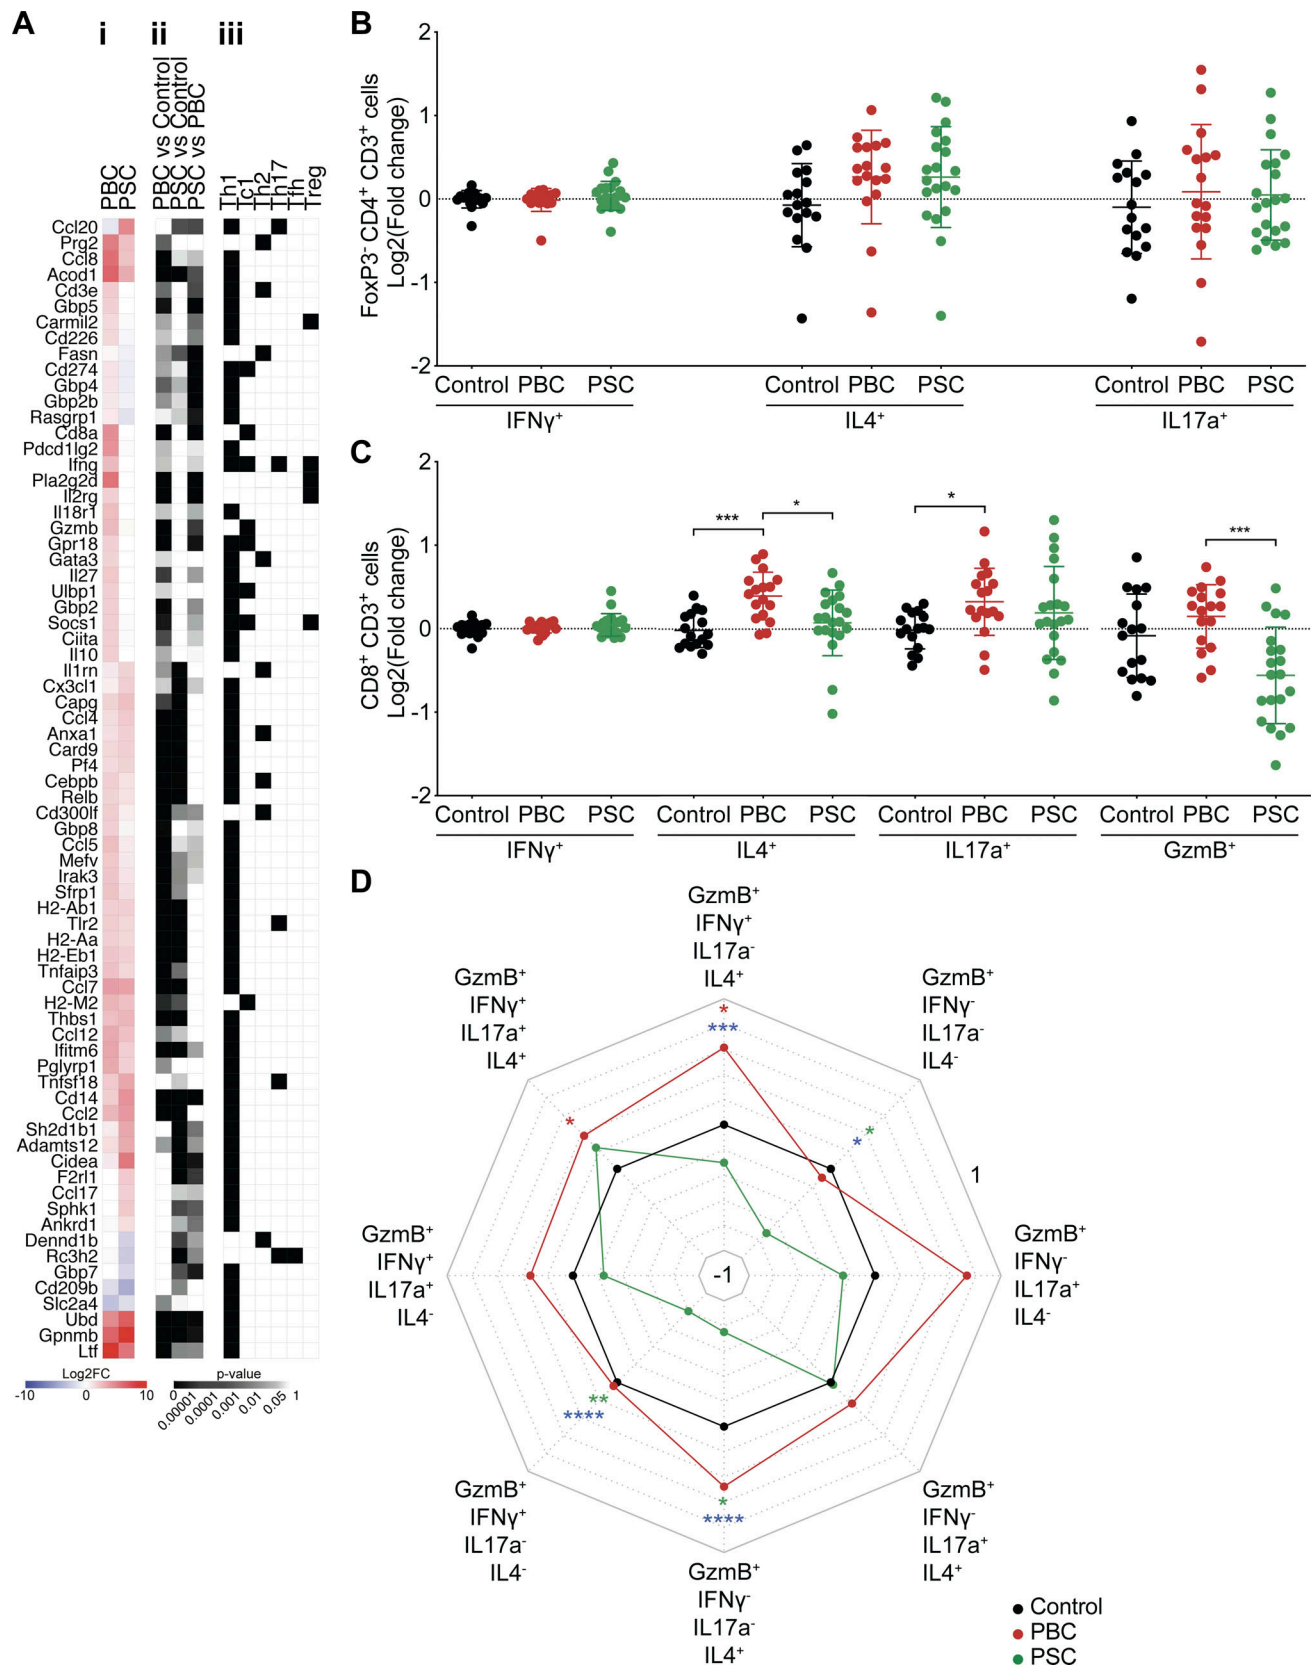 A
i
ii
iii
PBC
PSC
PBC vs Control
PSC vs Control
PSC vs PBC
Th1
Tc1
Th2
Th17
Tfh
Treg
Ccl20
Prg2
Ccl8
Acod1
Cd3e
Gbp5
Carmil2
Cd226
Fasn
Cd274
Gbp4
Gbp2b
Rasgrp1
Cd8a
Pdcd1lg2
Ifng
Pla2g2d
Il2rg
Il18r1
Gzmb
Gpr18
Gata3
Il27
Ulbp1
Gbp2
Socs1
Ciita
Il10
Il1rn
Cx3cl1
Capg
Ccl4
Anxa1
Card9
Pf4
Cebpb
Relb
Cd300lf
Gbp8
Ccl5
Mefv
Irak3
Sfrp1
H2-Ab1
Tlr2
H2-Aa
H2-Eb1
Tnfaip3
Ccl7
H2-M2
Thbs1
Ccl12
Ifitm6
Pglyrp1
Tnfsf18
Cd14
Ccl2
Sh2d1b1
Adamts12
Cidea
F2rl1
Ccl17
Sphk1
Ankrd1
Dennd1b
Rc3h2
Gbp7
Cd209b
Slc2a4
Ubd
Gpnmb
Ltf
Log2FC
-10 0 10
p-value
0 0.00001 0.0001 0.001 0.01 0.05 1
B
FoxP3⁻ CD4⁺ CD3⁺ cells
Log2(Fold change)
2
1
0
-1
-2
Control PBC PSC Control PBC PSC Control PBC PSC
IFNγ⁺ IL4⁺ IL17a⁺
C
CD8⁺ CD3⁺ cells
Log2(Fold change)
2
1
0
-1
-2
*** * * ***
Control PBC PSC Control PBC PSC Control PBC PSC Control PBC PSC
IFNγ⁺ IL4⁺ IL17a⁺ GzmB⁺
D
GzmB⁺
IFNγ⁺
IL17a⁻
IL4⁺
*
***
GzmB⁺
IFNγ⁻
IL17a⁻
IL4⁻
*
*
1
GzmB⁺
IFNγ⁻
IL17a⁺
IL4⁻
GzmB⁺
IFNγ⁻
IL17a⁺
IL4⁺
GzmB⁺
IFNγ⁻
IL17a⁻
IL4⁺
*
****
GzmB⁺
IFNγ⁺
IL17a⁻
IL4⁻
**
****
GzmB⁺
IFNγ⁺
IL17a⁺
IL4⁻
GzmB⁺
IFNγ⁺
IL17a⁺
IL4⁺
*
-1
Control
PBC
PSC